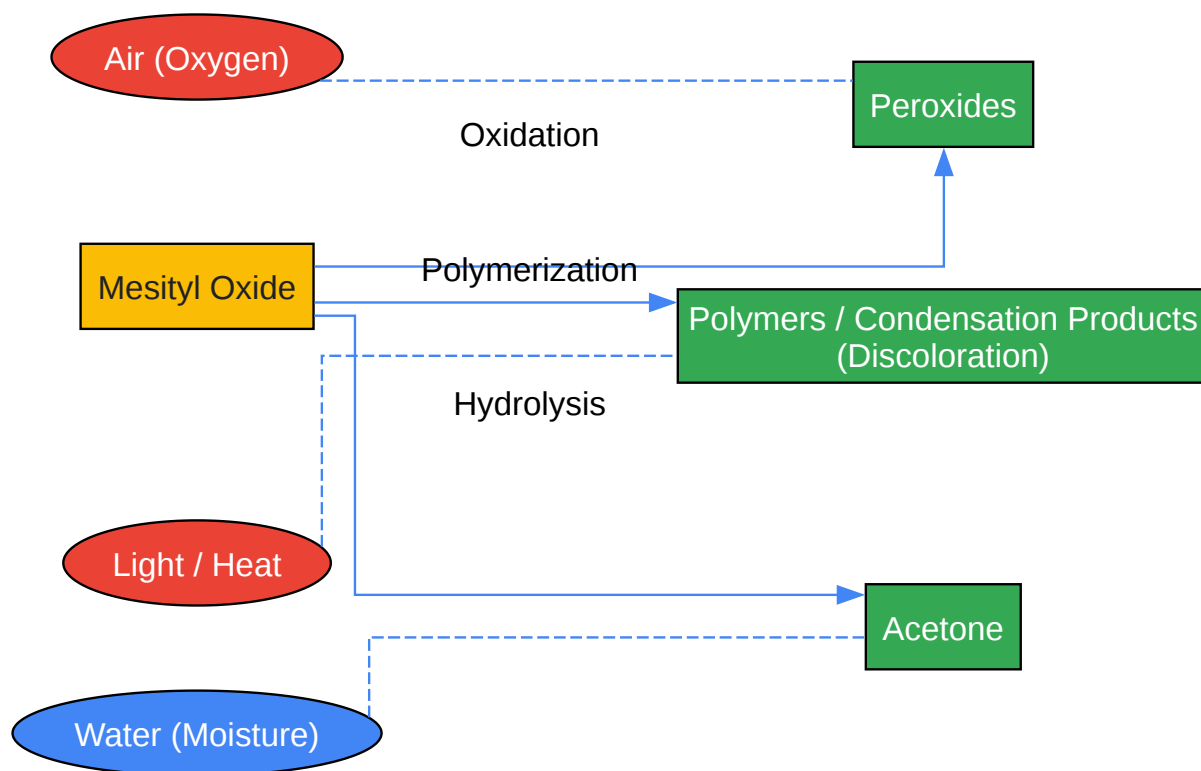 Air (Oxygen)
Peroxides
Oxidation
Polymerization
Mesityl Oxide
Polymers / Condensation Products
(Discoloration)
Hydrolysis
Light / Heat
Acetone
Water (Moisture)